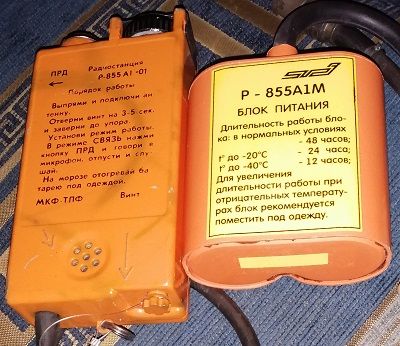 ПРД
Радиостанция
Р-855А1-01
Порядок работы
Выпрями и подключи ан-
тенну.
Отверни винт на 3-5 сек.
и заверни до упора.
Установи режим работы.
В режиме СВЯЗЬ нажми
кнопку ПРД и говори в
микрофон, отпусти и слу-
шай.
На морозе отогревай ба-
тарею под одеждой.
МКФ-ТЛФ Винт
Р - 855А1М
БЛОК ПИТАНИЯ
Длительность работы бло-
ка: в нормальных условиях
- 48 часов;
t° до -20°С - 24 часа;
t° до -40°С - 12 часов;
Для увеличения
длительности работы при
отрицательных температу-
рах блок рекомендуется
поместить под одежду.